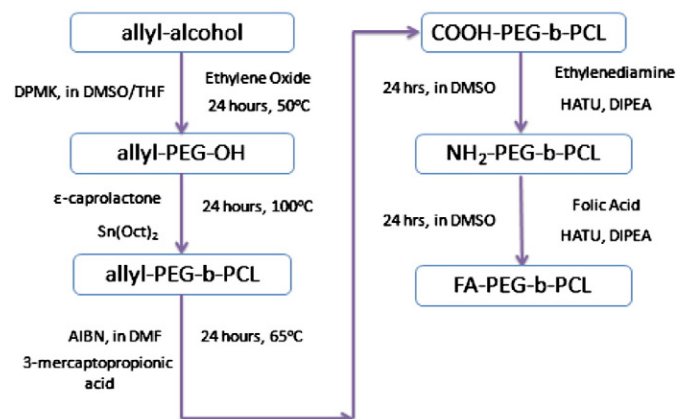 allyl-alcohol
DPMK, in DMSO/THF
Ethylene Oxide
24 hours, 50°C
allyl-PEG-OH
ε-caprolactone
Sn(Oct)₂
24 hours, 100°C
allyl-PEG-b-PCL
AIBN, in DMF
3-mercaptopropionic
acid
24 hours, 65°C
COOH-PEG-b-PCL
24 hrs, in DMSO
Ethylenediamine
HATU, DIPEA
NH₂-PEG-b-PCL
24 hrs, in DMSO
Folic Acid
HATU, DIPEA
FA-PEG-b-PCL